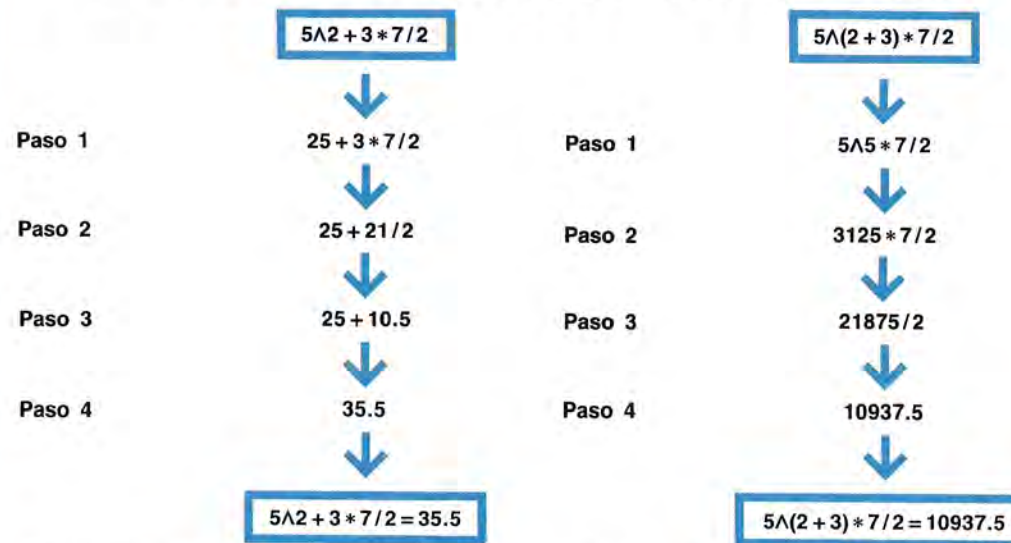 5∧2 + 3 * 7 / 2
Paso 1
25 + 3 * 7 / 2
Paso 2
25 + 21 / 2
Paso 3
25 + 10.5
Paso 4
35.5
5∧2 + 3 * 7 / 2 = 35.5
5∧(2 + 3) * 7 / 2
Paso 1
5∧5 * 7 / 2
Paso 2
3125 * 7 / 2
Paso 3
21875 / 2
Paso 4
10937.5
5∧(2 + 3) * 7 / 2 = 10937.5